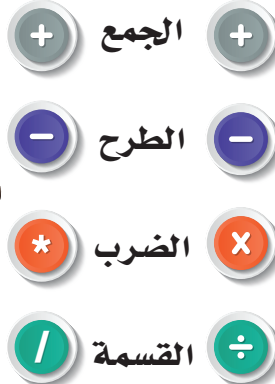 + الجمع +
− الطرح −
× الضرب *
÷ القسمة /